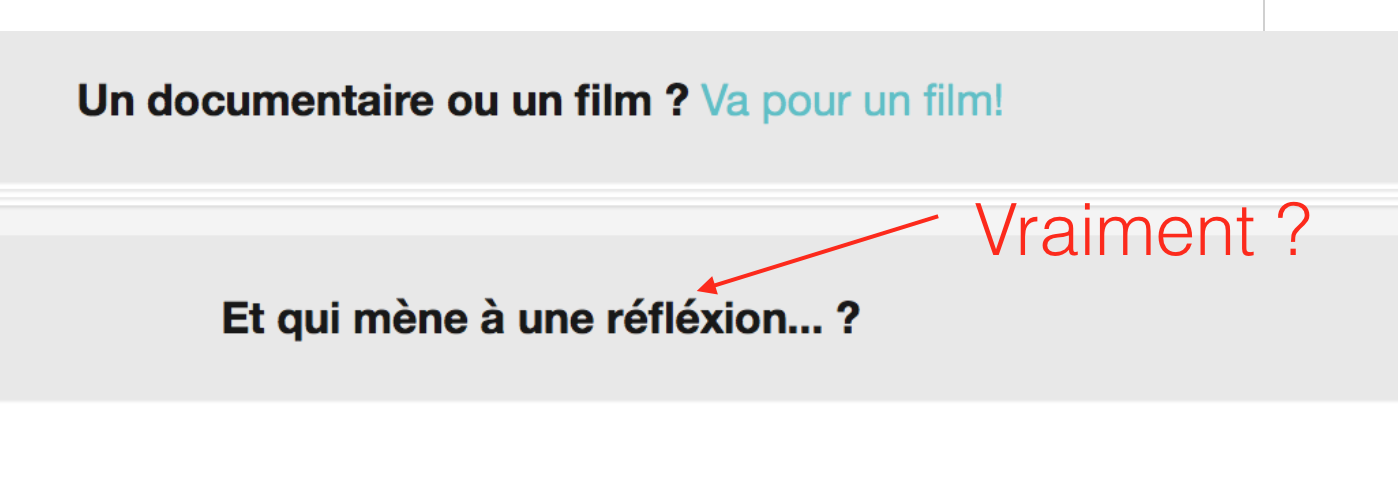 Un documentaire ou un film ? Va pour un film!
Vraiment ?
Et qui mène à une réfléxion... ?